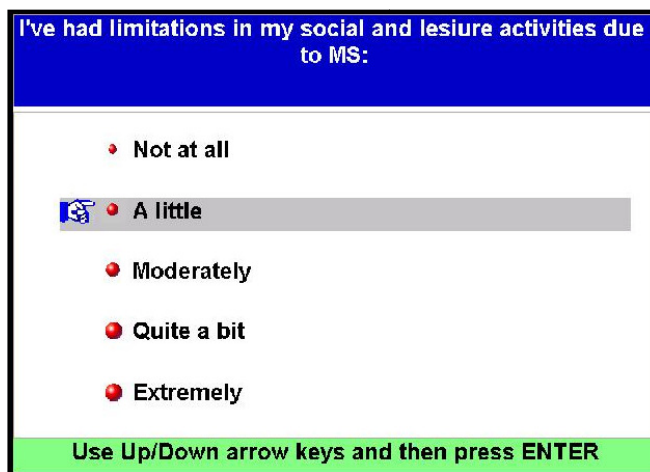 I've had limitations in my social and lesiure activities due
to MS:
Not at all
A little
Moderately
Quite a bit
Extremely
Use Up/Down arrow keys and then press ENTER